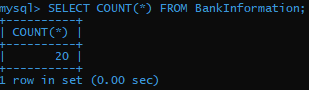 mysql> SELECT COUNT(*) FROM BankInformation;
+----------+
| COUNT(*) |
+----------+
|       20 |
+----------+
1 row in set (0.00 sec)